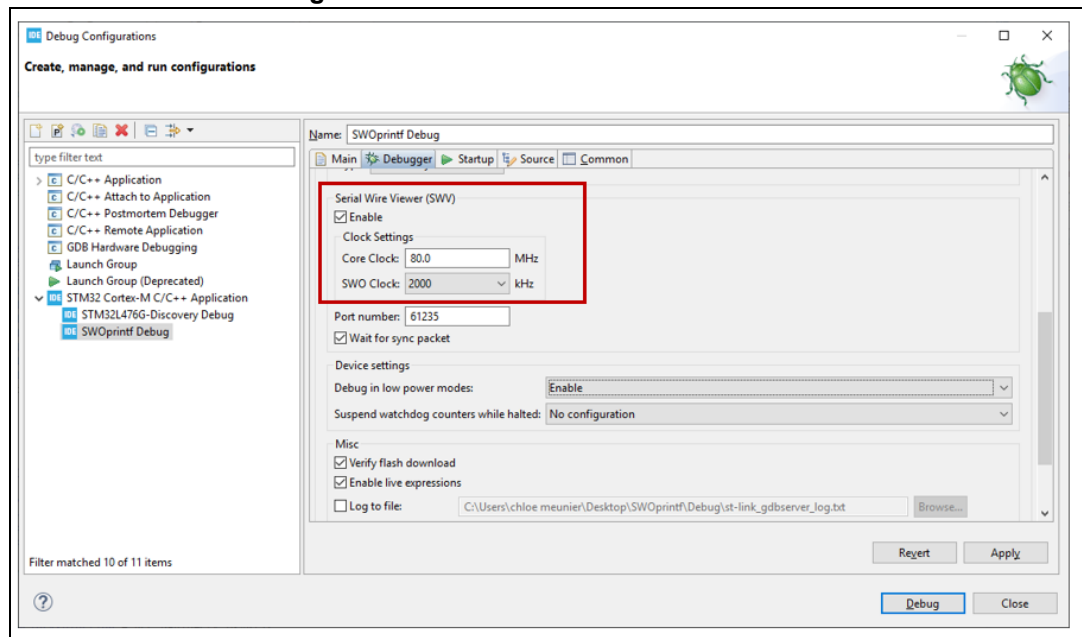 Debug Configurations
Create, manage, and run configurations
type filter text
C/C++ Application
C/C++ Attach to Application
C/C++ Postmortem Debugger
C/C++ Remote Application
GDB Hardware Debugging
Launch Group
Launch Group (Deprecated)
STM32 Cortex-M C/C++ Application
STM32L476G-Discovery Debug
SWOprintf Debug
Filter matched 10 of 11 items
Name: SWOprintf Debug
Main Debugger Startup Source Common
Serial Wire Viewer (SWV)
Enable
Clock Settings
Core Clock: 80.0 MHz
SWO Clock: 2000 kHz
Port number: 61235
Wait for sync packet
Device settings
Debug in low power modes: Enable
Suspend watchdog counters while halted: No configuration
Misc
Verify flash download
Enable live expressions
Log to file: C:\Users\chloe meunier\Desktop\SWOprintf\Debug\st-link_gdbserver_log.txt Browse...
Revert Apply
Debug Close